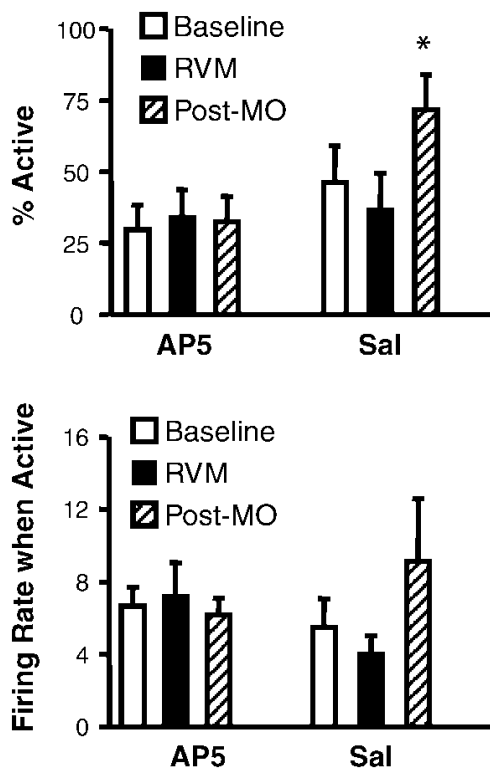 100
75
50
25
0
% Active
Baseline
RVM
Post-MO
*
AP5 Sal
16
12
8
4
0
Firing Rate when Active
Baseline
RVM
Post-MO
AP5 Sal